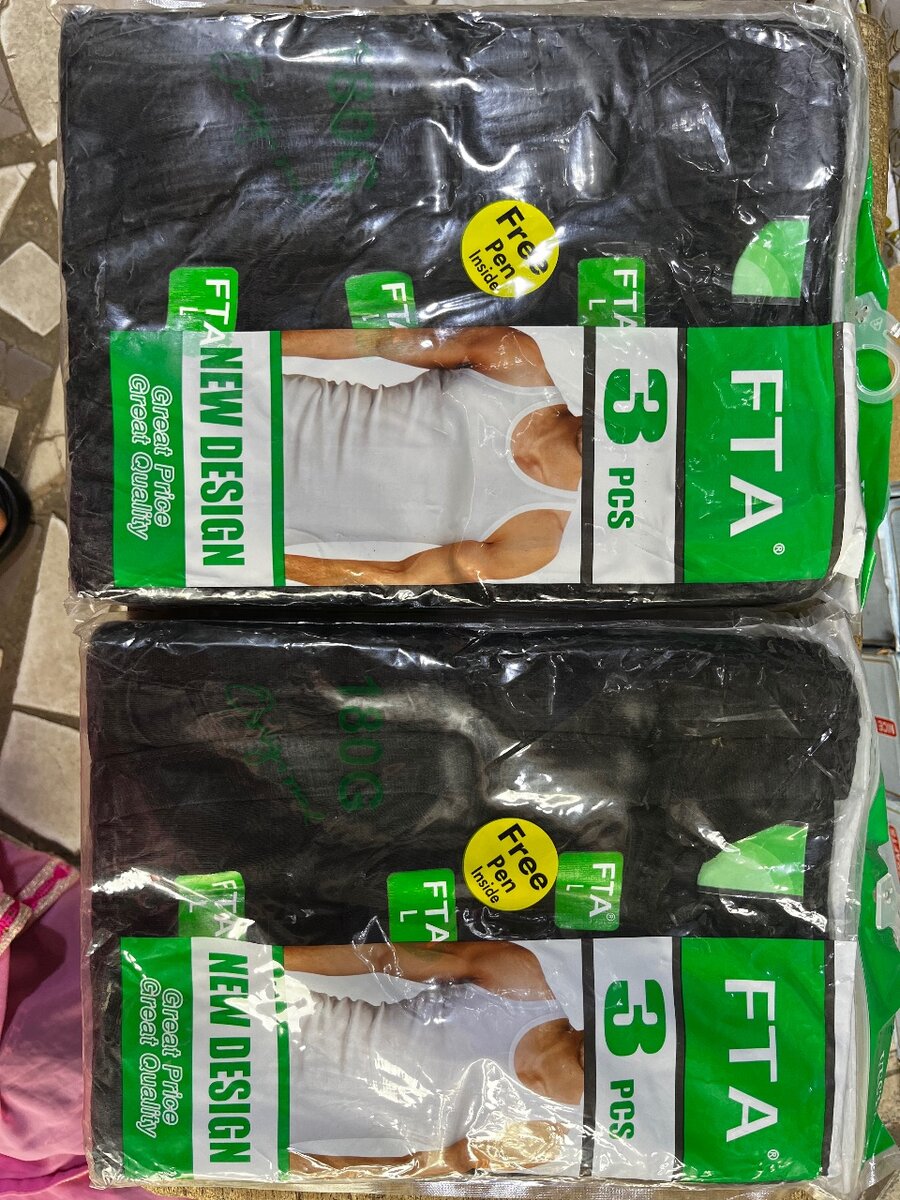 180G
Free
Pen
Inside
FTA
FTA
FTA
L
FTA®
3 PCS
NEW DESIGN
Great Price
Great Quality
180G
Free
Pen
Inside
FTA
FTA
L
FTA®
L
FTA®
3 PCS
NEW DESIGN
Great Price
Great Quality
NICE